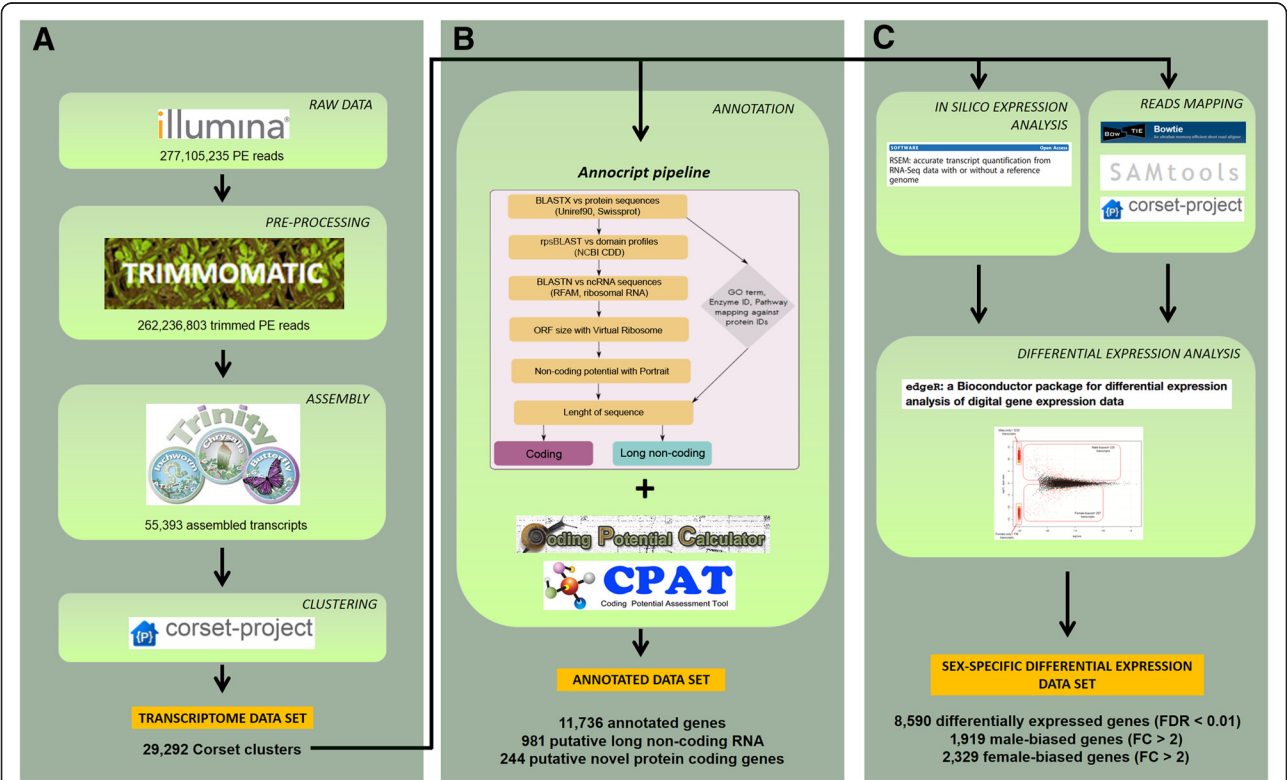 A
RAW DATA
illumina®
277,105,235 PE reads
PRE-PROCESSING
TRIMMOMATIC
262,236,803 trimmed PE reads
ASSEMBLY
Trinity
Inchworm
Chrysalis
Butterfly
55,393 assembled transcripts
CLUSTERING
{P} corset-project
TRANSCRIPTOME DATA SET
29,292 Corset clusters
B
ANNOTATION
Annocript pipeline
BLASTX vs protein sequences
(Uniref90, Swissprot)
rpsBLAST vs domain profiles
(NCBI CDD)
BLASTN vs ncRNA sequences
(RFAM, ribosomal RNA)
ORF size with Virtual Ribosome
Non-coding potential with Portrait
Lenght of sequence
GO term,
Enzyme ID, Pathway
mapping against
protein IDs
Coding
Long non-coding
+
Coding Potential Calculator
CPAT
Coding Potential Assessment Tool
ANNOTATED DATA SET
11,736 annotated genes
981 putative long non-coding RNA
244 putative novel protein coding genes
C
IN SILICO EXPRESSION
ANALYSIS
SOFTWARE Open Access
RSEM: accurate transcript quantification from
RNA-Seq data with or without a reference
genome
READS MAPPING
BOW TIE Bowtie
An ultrafast memory efficient short read aligner
SAMtools
{P} corset-project
DIFFERENTIAL EXPRESSION ANALYSIS
edgeR: a Bioconductor package for differential expression
analysis of digital gene expression data
SEX-SPECIFIC DIFFERENTIAL EXPRESSION
DATA SET
8,590 differentially expressed genes (FDR < 0.01)
1,919 male-biased genes (FC > 2)
2,329 female-biased genes (FC > 2)